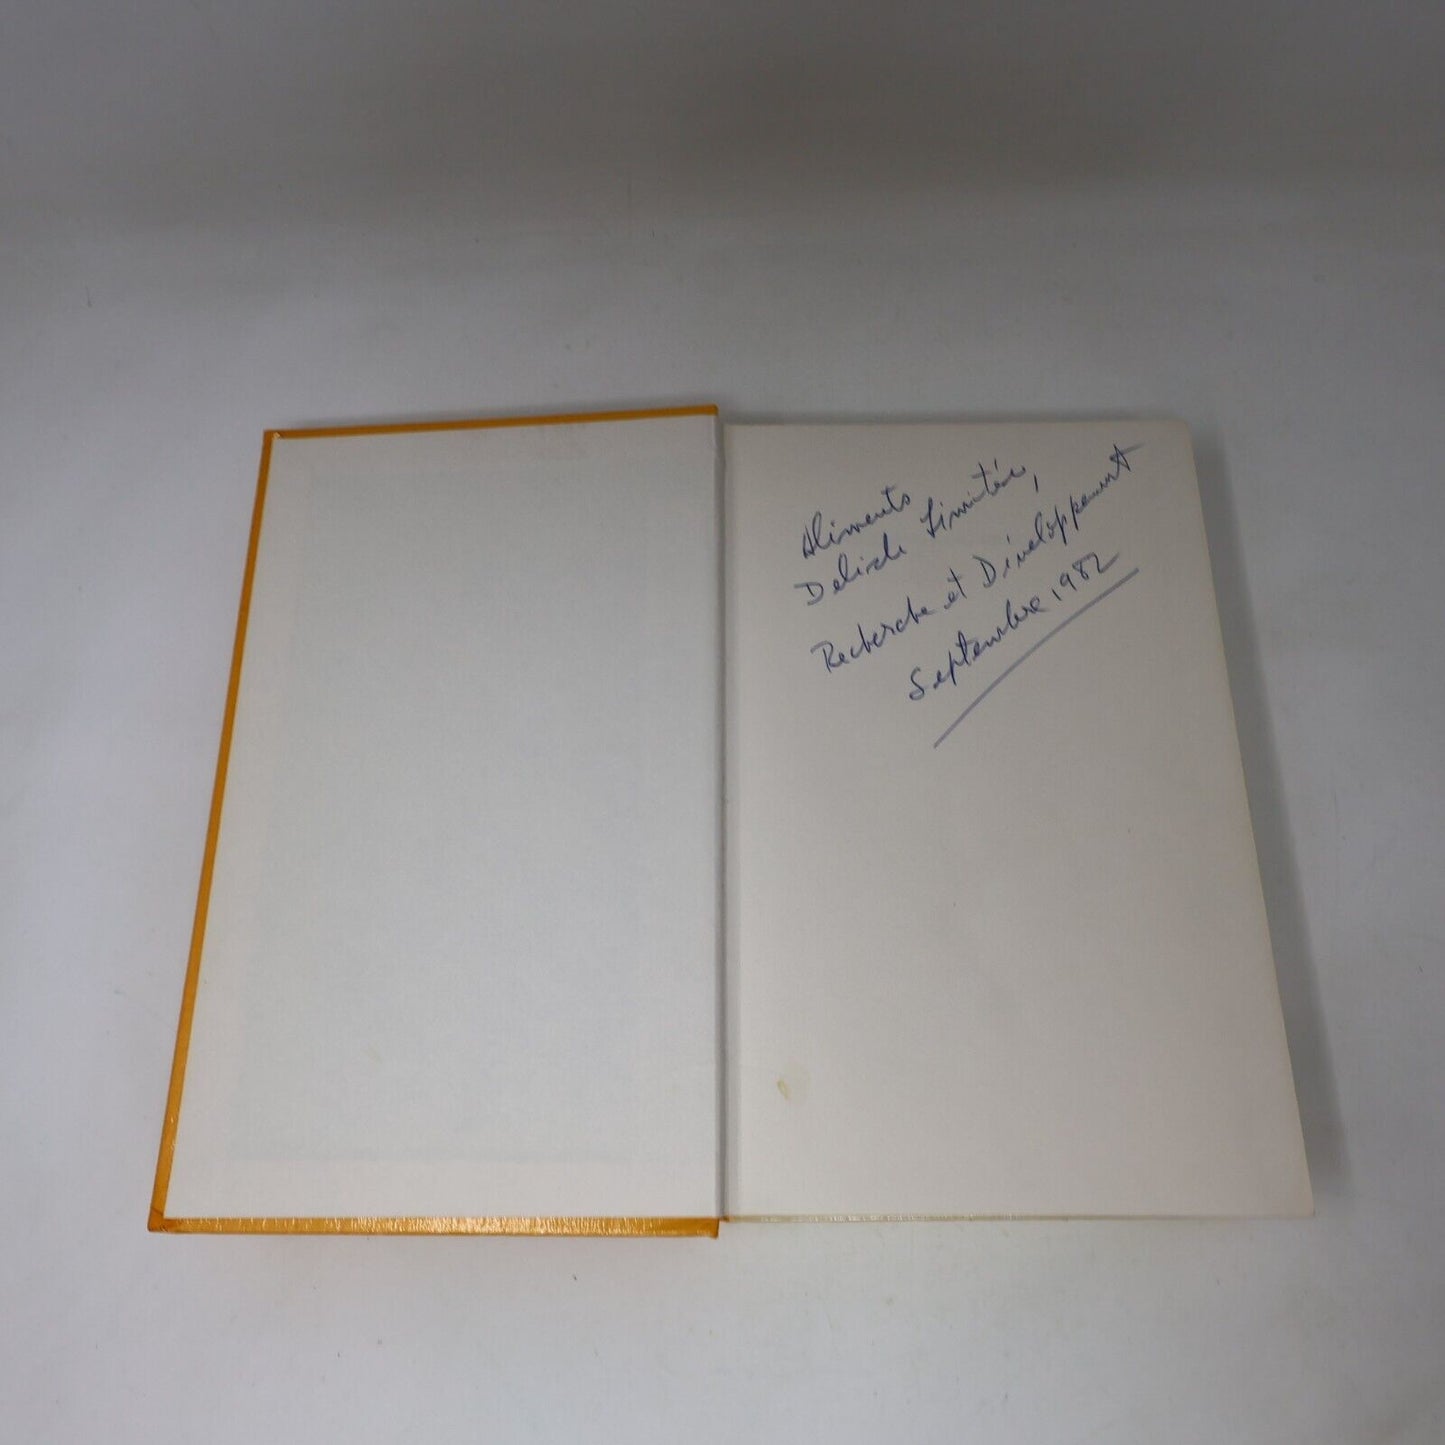 Aliments
Delisle Limitée,
Recherche et Développement
Septembre 1982